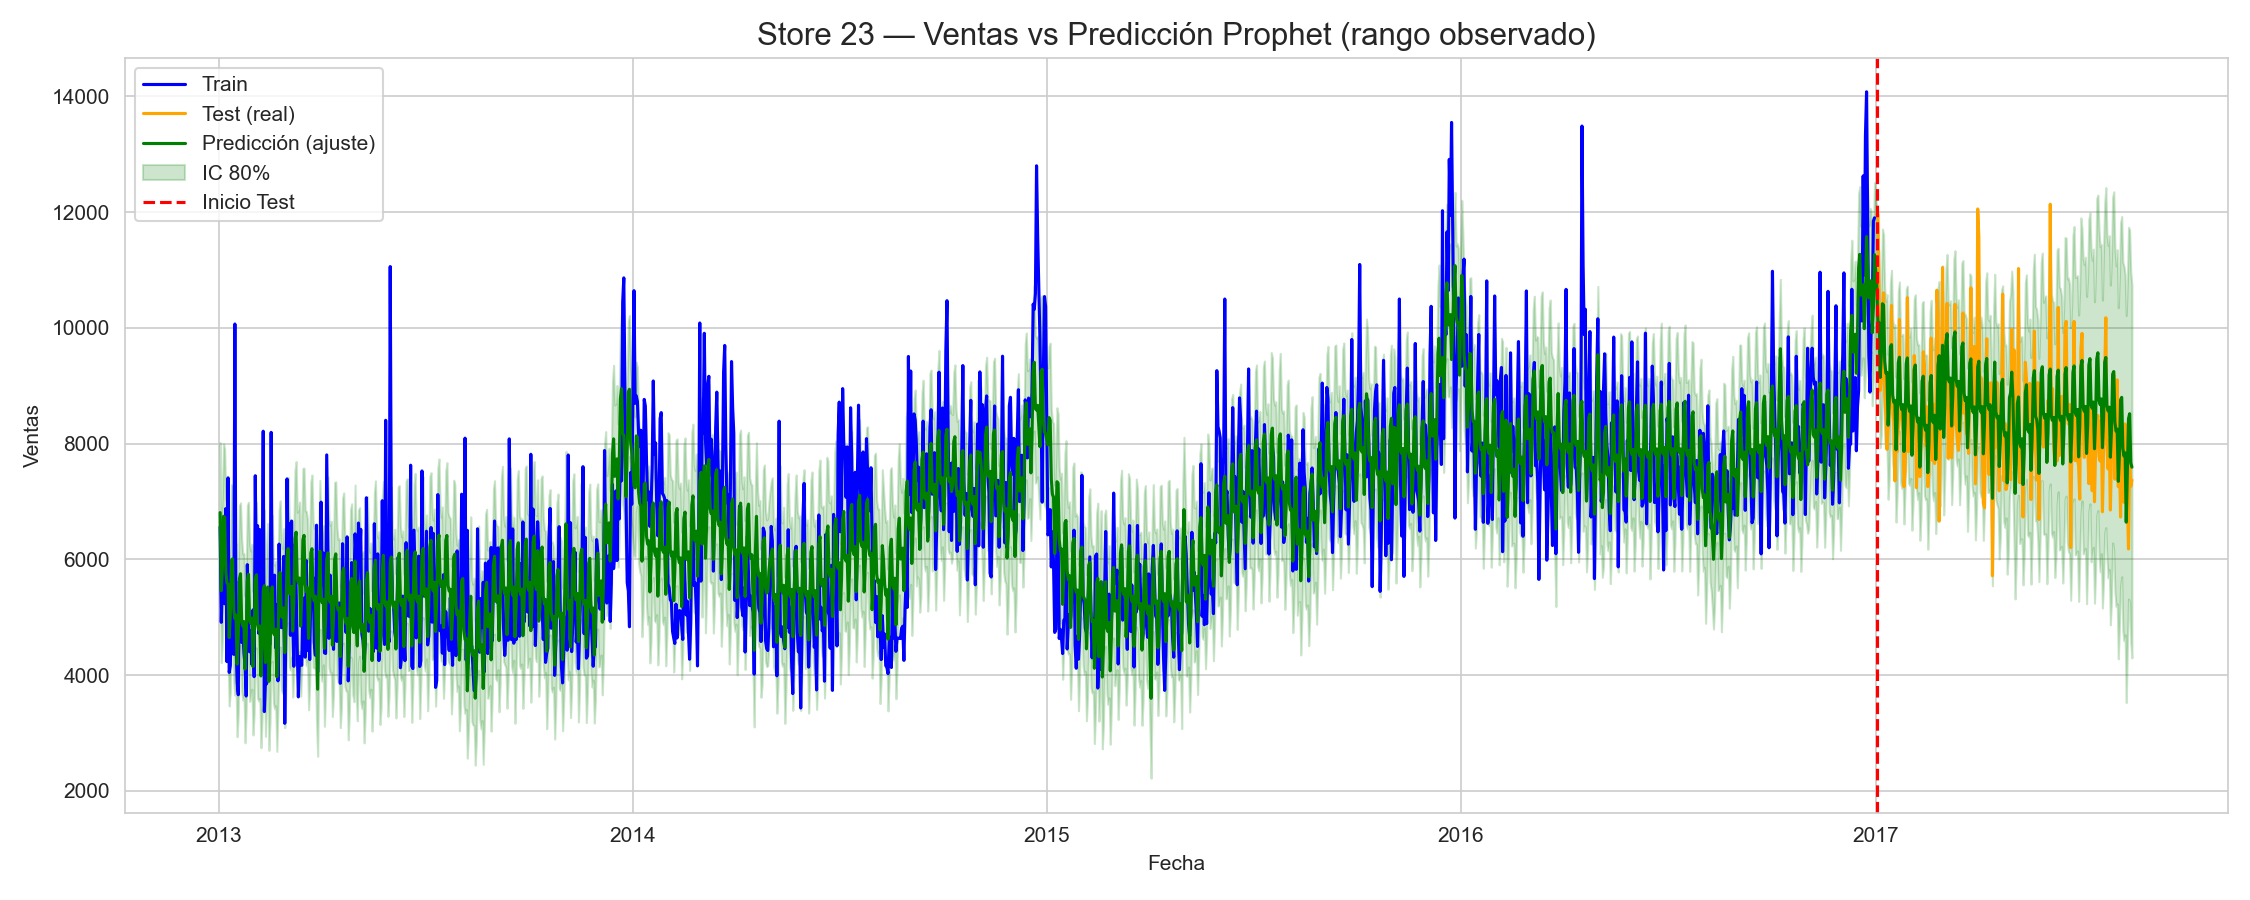 Store 23 — Ventas vs Predicción Prophet (rango observado)
Train
Test (real)
Predicción (ajuste)
IC 80%
Inicio Test
14000
12000
10000
8000
6000
4000
2000
Ventas
2013
2014
2015
2016
2017
Fecha